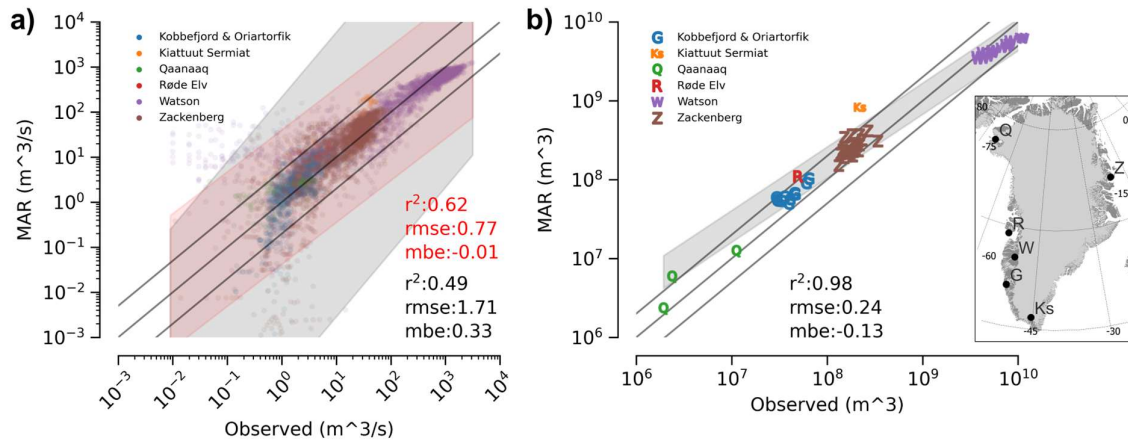 a)
MAR (m^3/s)
10^4
10^3
10^2
10^1
10^0
10^-1
10^-2
10^-3
Kobbefjord & Oriartorfik
Kiattuut Sermiat
Qaanaaq
Røde Elv
Watson
Zackenberg
r²:0.62
rmse:0.77
mbe:-0.01
r²:0.49
rmse:1.71
mbe:0.33
10^-3 10^-2 10^-1 10^0 10^1 10^2 10^3 10^4
Observed (m^3/s)
b)
MAR (m^3)
10^10
10^9
10^8
10^7
10^6
G Kobbefjord & Oriartorfik
Ks Kiattuut Sermiat
Q Qaanaaq
R Røde Elv
W Watson
Z Zackenberg
Ks
R
G
G
Z
Q
Q
Q
r²:0.98
rmse:0.24
mbe:-0.13
10^6 10^7 10^8 10^9 10^10
Observed (m^3)
80
0
Q
-75
Z
-15
R
W
-60
G
Ks
-45
-30